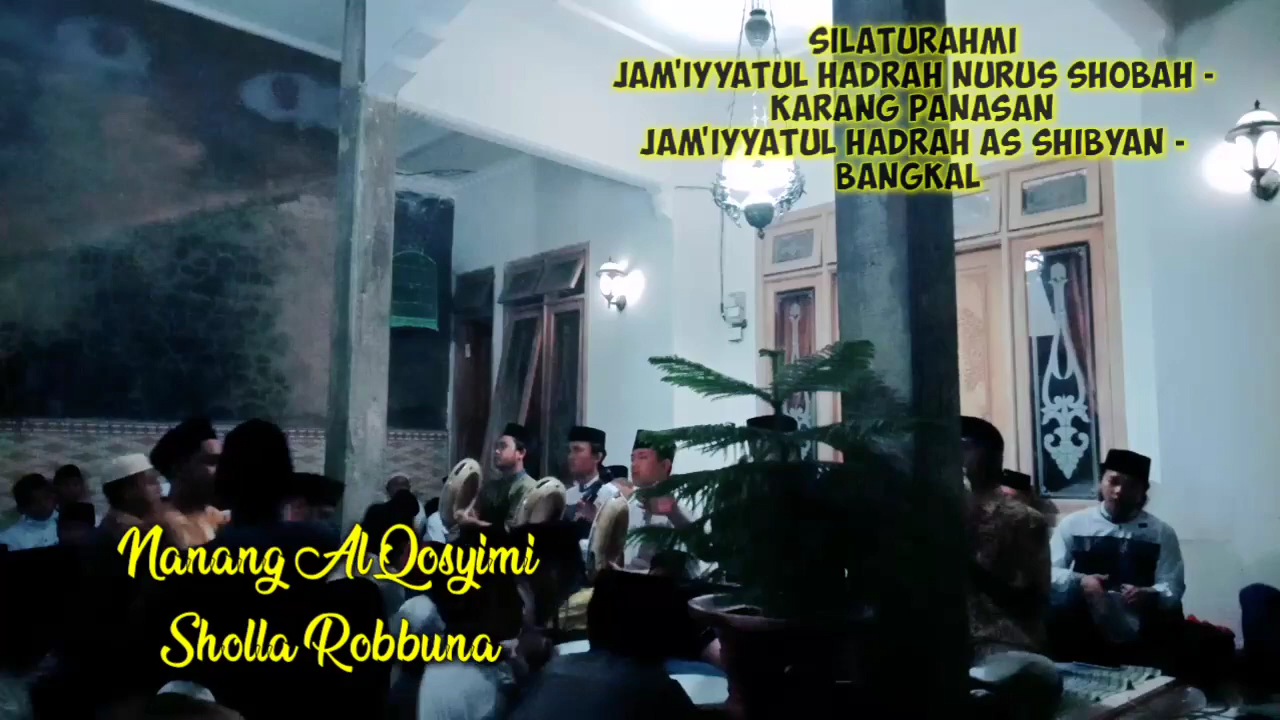 SILATURAHMI
JAM'IYYATUL HADRAH NURUS SHOBAH -
KARANG PANASAN
JAM'IYYATUL HADRAH AS SHIBYAN -
BANGKAL
Nanang Al Qosyimi
Sholla Robbuna